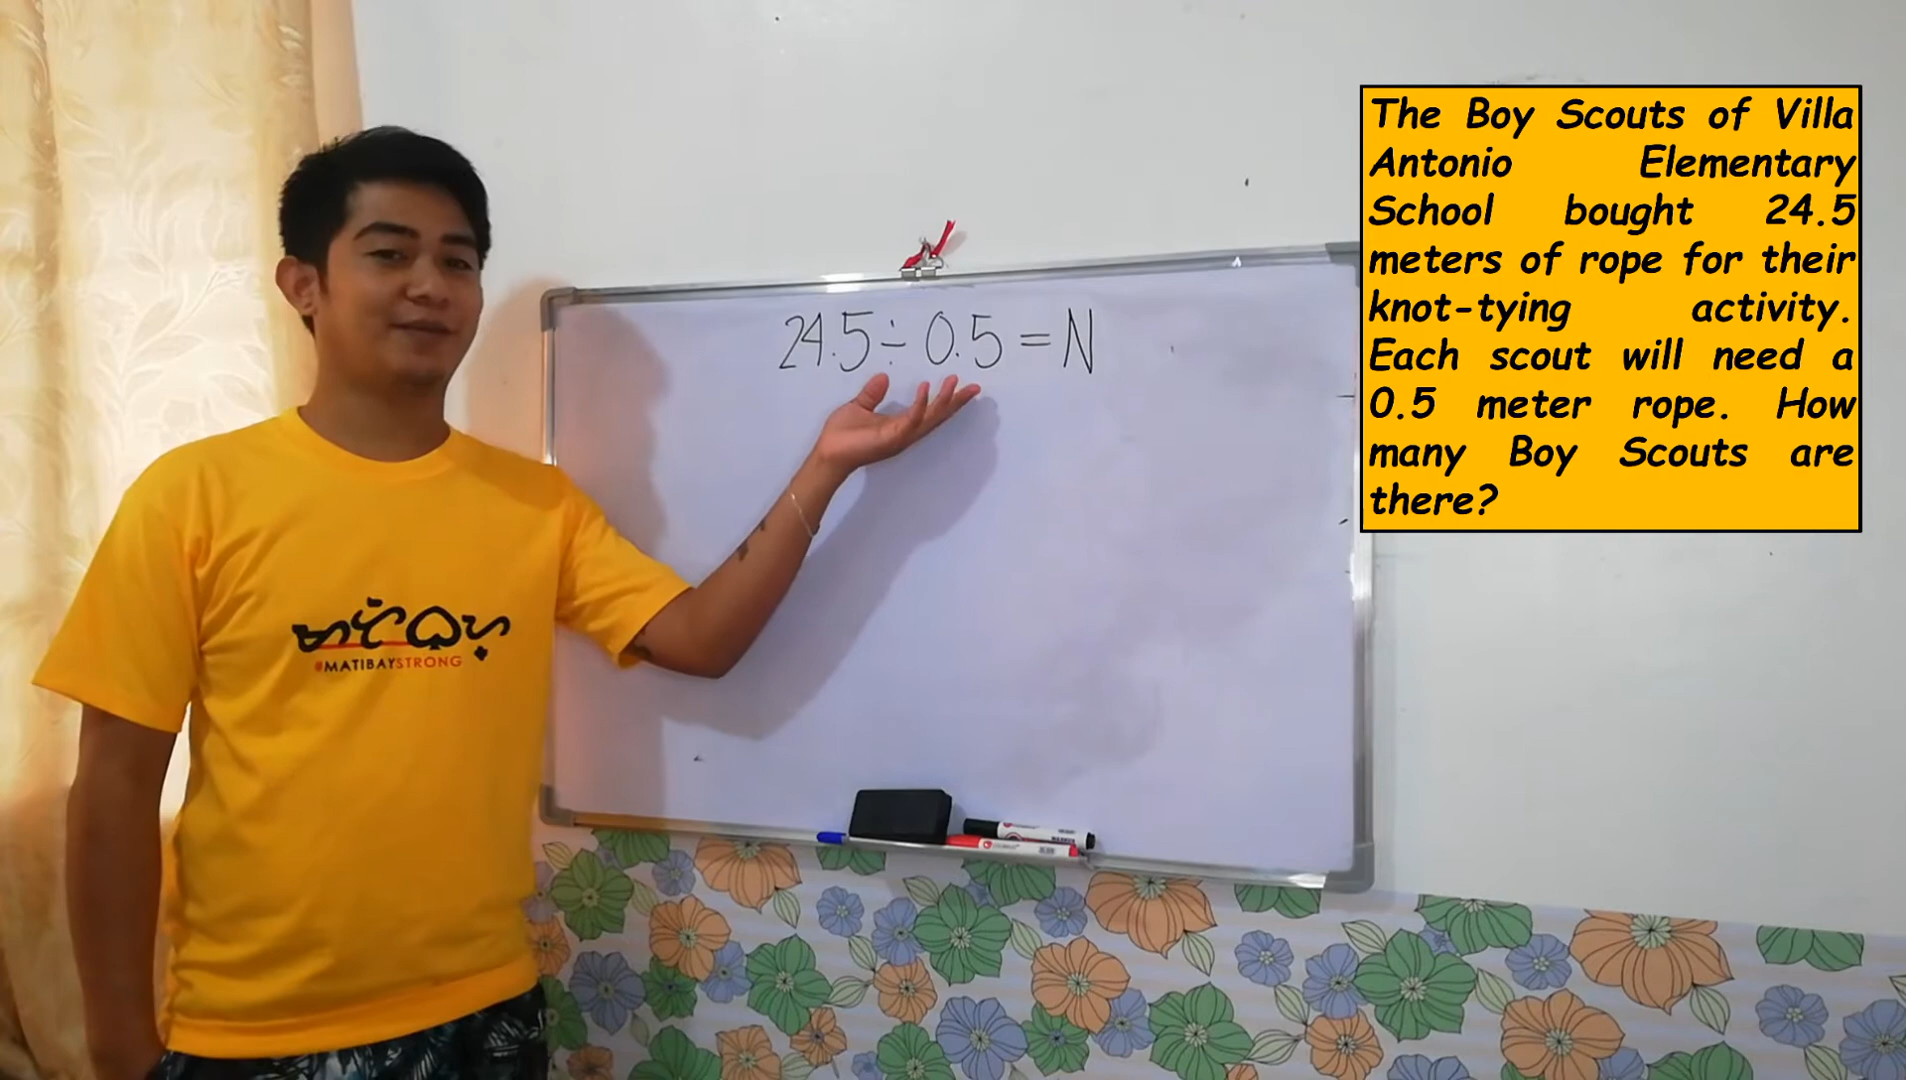 The Boy Scouts of Villa
Antonio Elementary
School bought 24.5
meters of rope for their
knot-tying activity.
Each scout will need a
0.5 meter rope. How
many Boy Scouts are
there?
24.5 ÷ 0.5 = N
#MATIBAYSTRONG